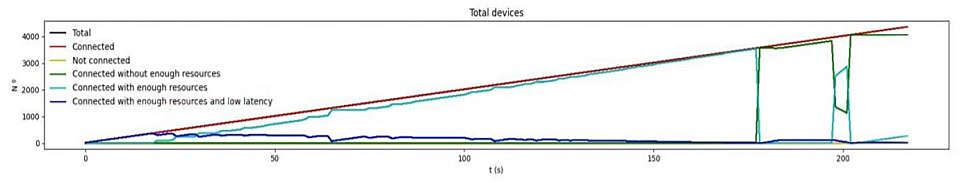 Total devices
4000
3000
2000
1000
0
N º
Total
Connected
Not connected
Connected without enough resources
Connected with enough resources
Connected with enough resources and low latency
0 50 100 150 200
t (s)